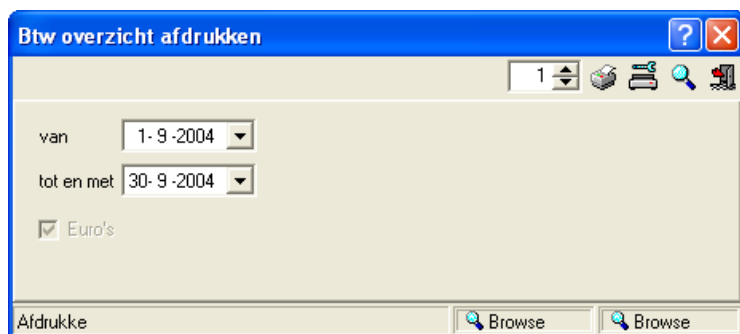 Btw overzicht afdrukken
1
van 1- 9 -2004
tot en met 30- 9 -2004
Euro's
Afdrukke Browse Browse